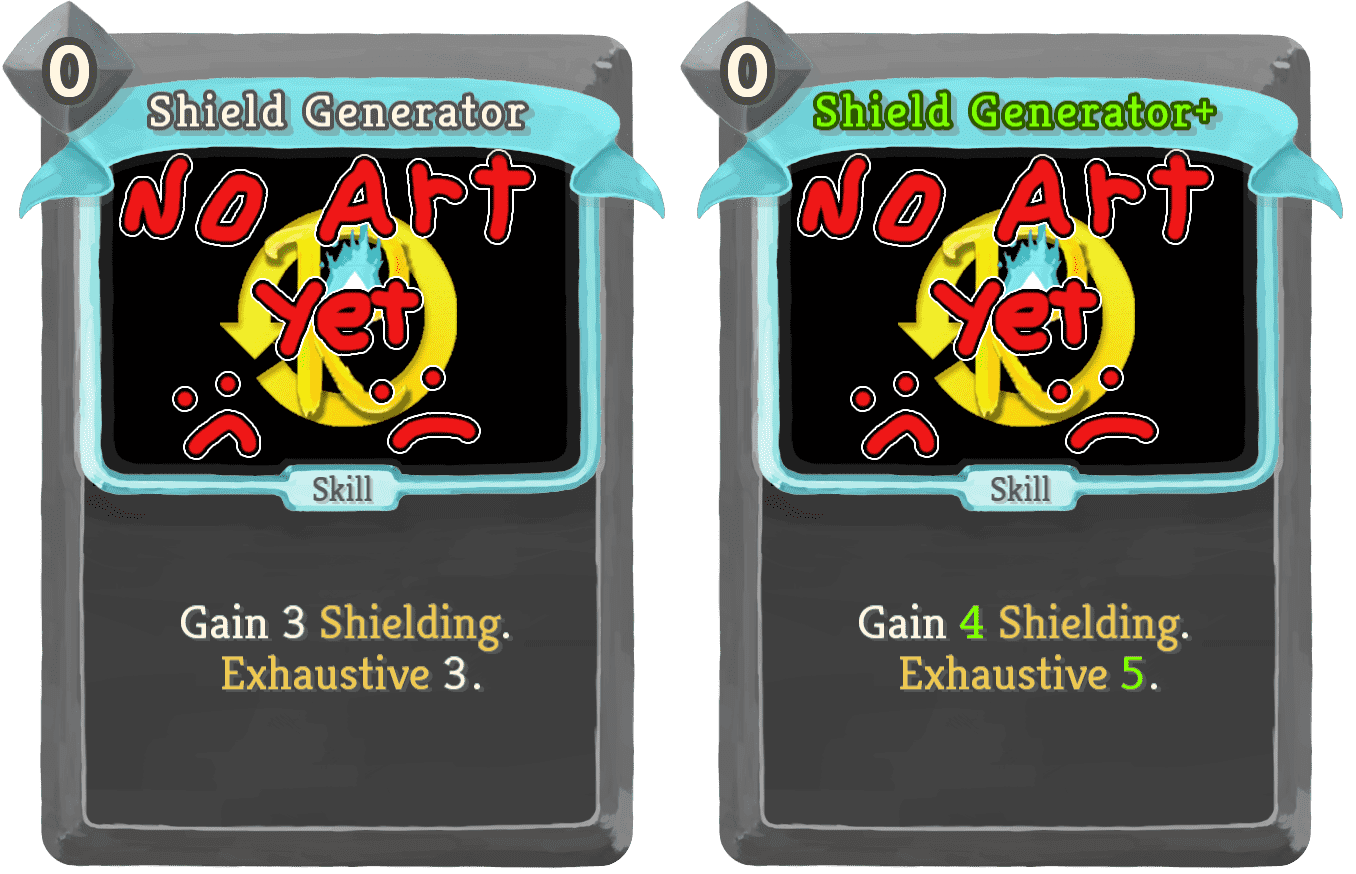 0
Shield Generator
No Art
yet
Skill
Gain 3 Shielding.
Exhaustive 3.
0
Shield Generator+
No Art
yet
Skill
Gain 4 Shielding.
Exhaustive 5.